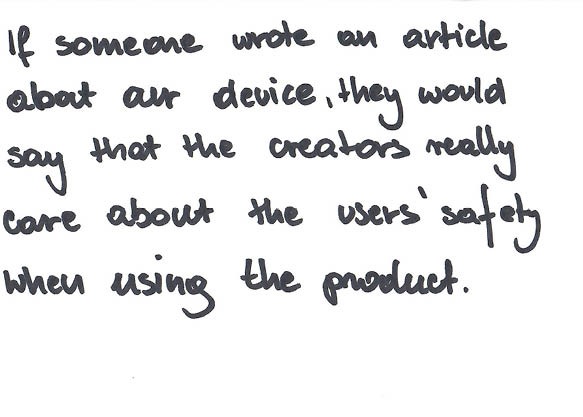 If someone wrote an article
about our device, they would
say that the creators really
care about the users' safety
when using the product.